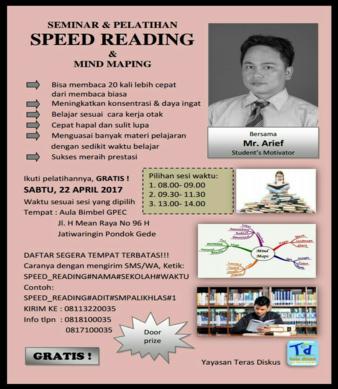 SEMINAR & PELATIHAN
SPEED READING
&
MIND MAPING
Bisa membaca 20 kali lebih cepat
dari membaca biasa
Meningkatkan konsentrasi & daya ingat
Belajar sesuai cara kerja otak
Cepat hapal dan sulit lupa
Menguasai banyak materi pelajaran
dengan sedikit waktu belajar
Sukses meraih prestasi
Bersama
Mr. Arief
Student's Motivator
Ikuti pelatihannya, GRATIS !
SABTU, 22 APRIL 2017
Waktu sesuai sesi yang dipilih
Tempat : Aula Bimbel GPEC
Jl. H Mean Raya No 96 H
Jatiwaringin Pondok Gede
Pilihan sesi waktu:
1. 08.00- 09.00
2. 09.30- 11.30
3. 13.00- 14.00
Mind
Maps
DAFTAR SEGERA TEMPAT TERBATAS!!!
Caranya dengan mengirim SMS/WA, Ketik:
SPEED_READING#NAMA#SEKOLAH#WAKTU
Contoh:
SPEED_READING#ADIT#SMPALIKHLAS#1
KIRIM KE : 08113220035
Info tlpn : 0818100035
0817100035
Door
prize
GRATIS !
Td
Yayasan Teras Diskus